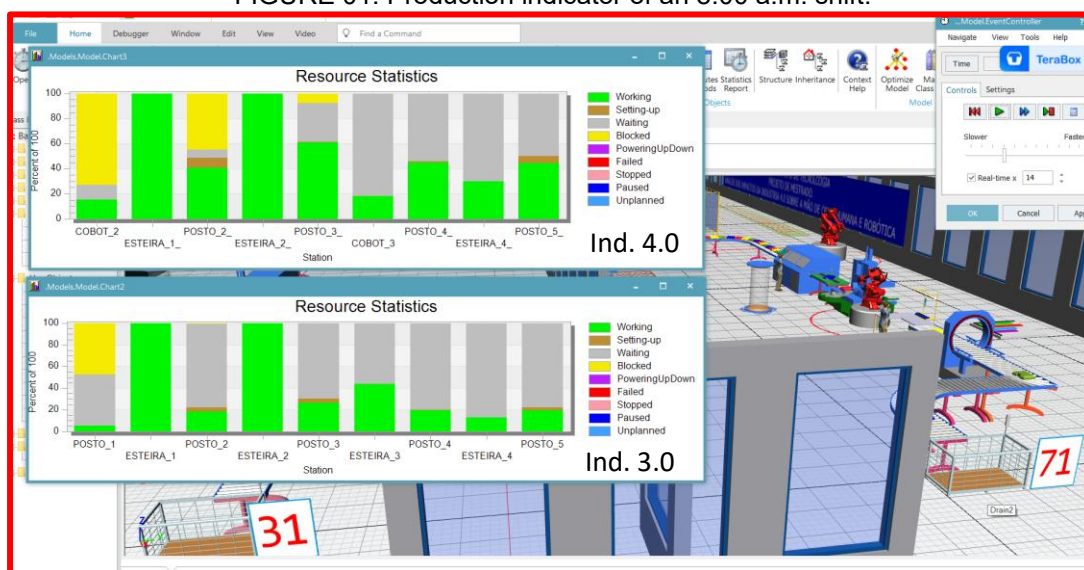 FIGURE 01: Production indicator of an 8:00 a.m. shift.
File Home Debugger Window Edit View Video Find a Command
.Models.Model.Chart3
Resource Statistics
100
80
60
40
20
0
Percent of 100
COBOT_2 ESTEIRA_1_ POSTO_2_ ESTEIRA_2_ POSTO_3_ COBOT_3 POSTO_4_ ESTEIRA_4_ POSTO_5_
Station
Working
Setting-up
Waiting
Blocked
PoweringUpDown
Failed
Stopped
Paused
Unplanned
Ind. 4.0
.Models.Model.Chart2
Resource Statistics
100
80
60
40
20
0
Percent of 100
POSTO_1 ESTEIRA_1 POSTO_2 ESTEIRA_2 POSTO_3 ESTEIRA_3 POSTO_4 ESTEIRA_4 POSTO_5
Station
Working
Setting-up
Waiting
Blocked
PoweringUpDown
Failed
Stopped
Paused
Unplanned
Ind. 3.0
Statistics Report
Structure
Inheritance
Context Help
Optimize Model
Objects
Model
...Model.EventController
Navigate View Tools Help
Time
TeraBox
Controls Settings
Slower Faster
Real-time x 14
OK Cancel
PROJETO DE MESTRADO
31
71
Drain2